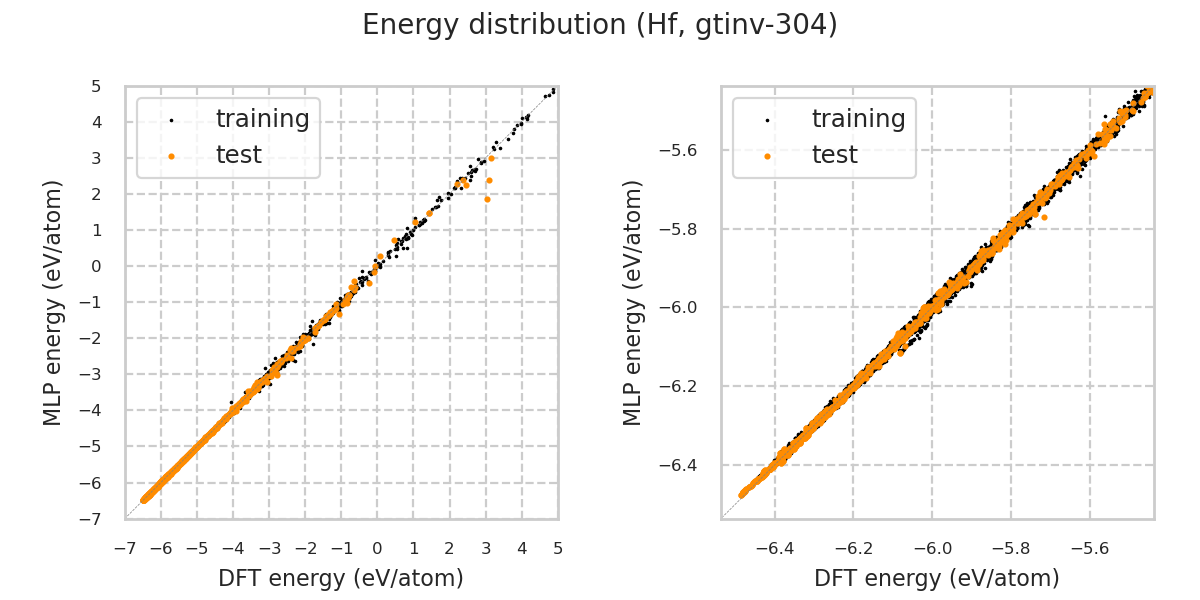 Energy distribution (Hf, gtinv-304)
training
test
5
4
3
2
1
0
−1
−2
−3
−4
−5
−6
−7
MLP energy (eV/atom)
−7 −6 −5 −4 −3 −2 −1 0 1 2 3 4 5
DFT energy (eV/atom)
training
test
−5.6
−5.8
−6.0
−6.2
−6.4
MLP energy (eV/atom)
−6.4 −6.2 −6.0 −5.8 −5.6
DFT energy (eV/atom)